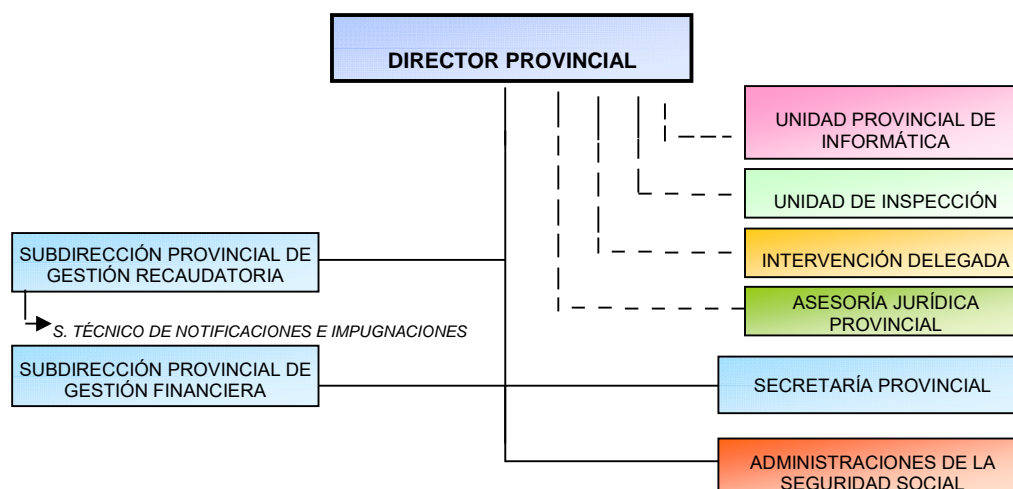 DIRECTOR PROVINCIAL
UNIDAD PROVINCIAL DE
INFORMÁTICA
UNIDAD DE INSPECCIÓN
SUBDIRECCIÓN PROVINCIAL DE
GESTIÓN RECAUDATORIA
INTERVENCIÓN DELEGADA
ASESORÍA JURÍDICA
PROVINCIAL
S. TÉCNICO DE NOTIFICACIONES E IMPUGNACIONES
SUBDIRECCIÓN PROVINCIAL DE
GESTIÓN FINANCIERA
SECRETARÍA PROVINCIAL
ADMINISTRACIONES DE LA
SEGURIDAD SOCIAL